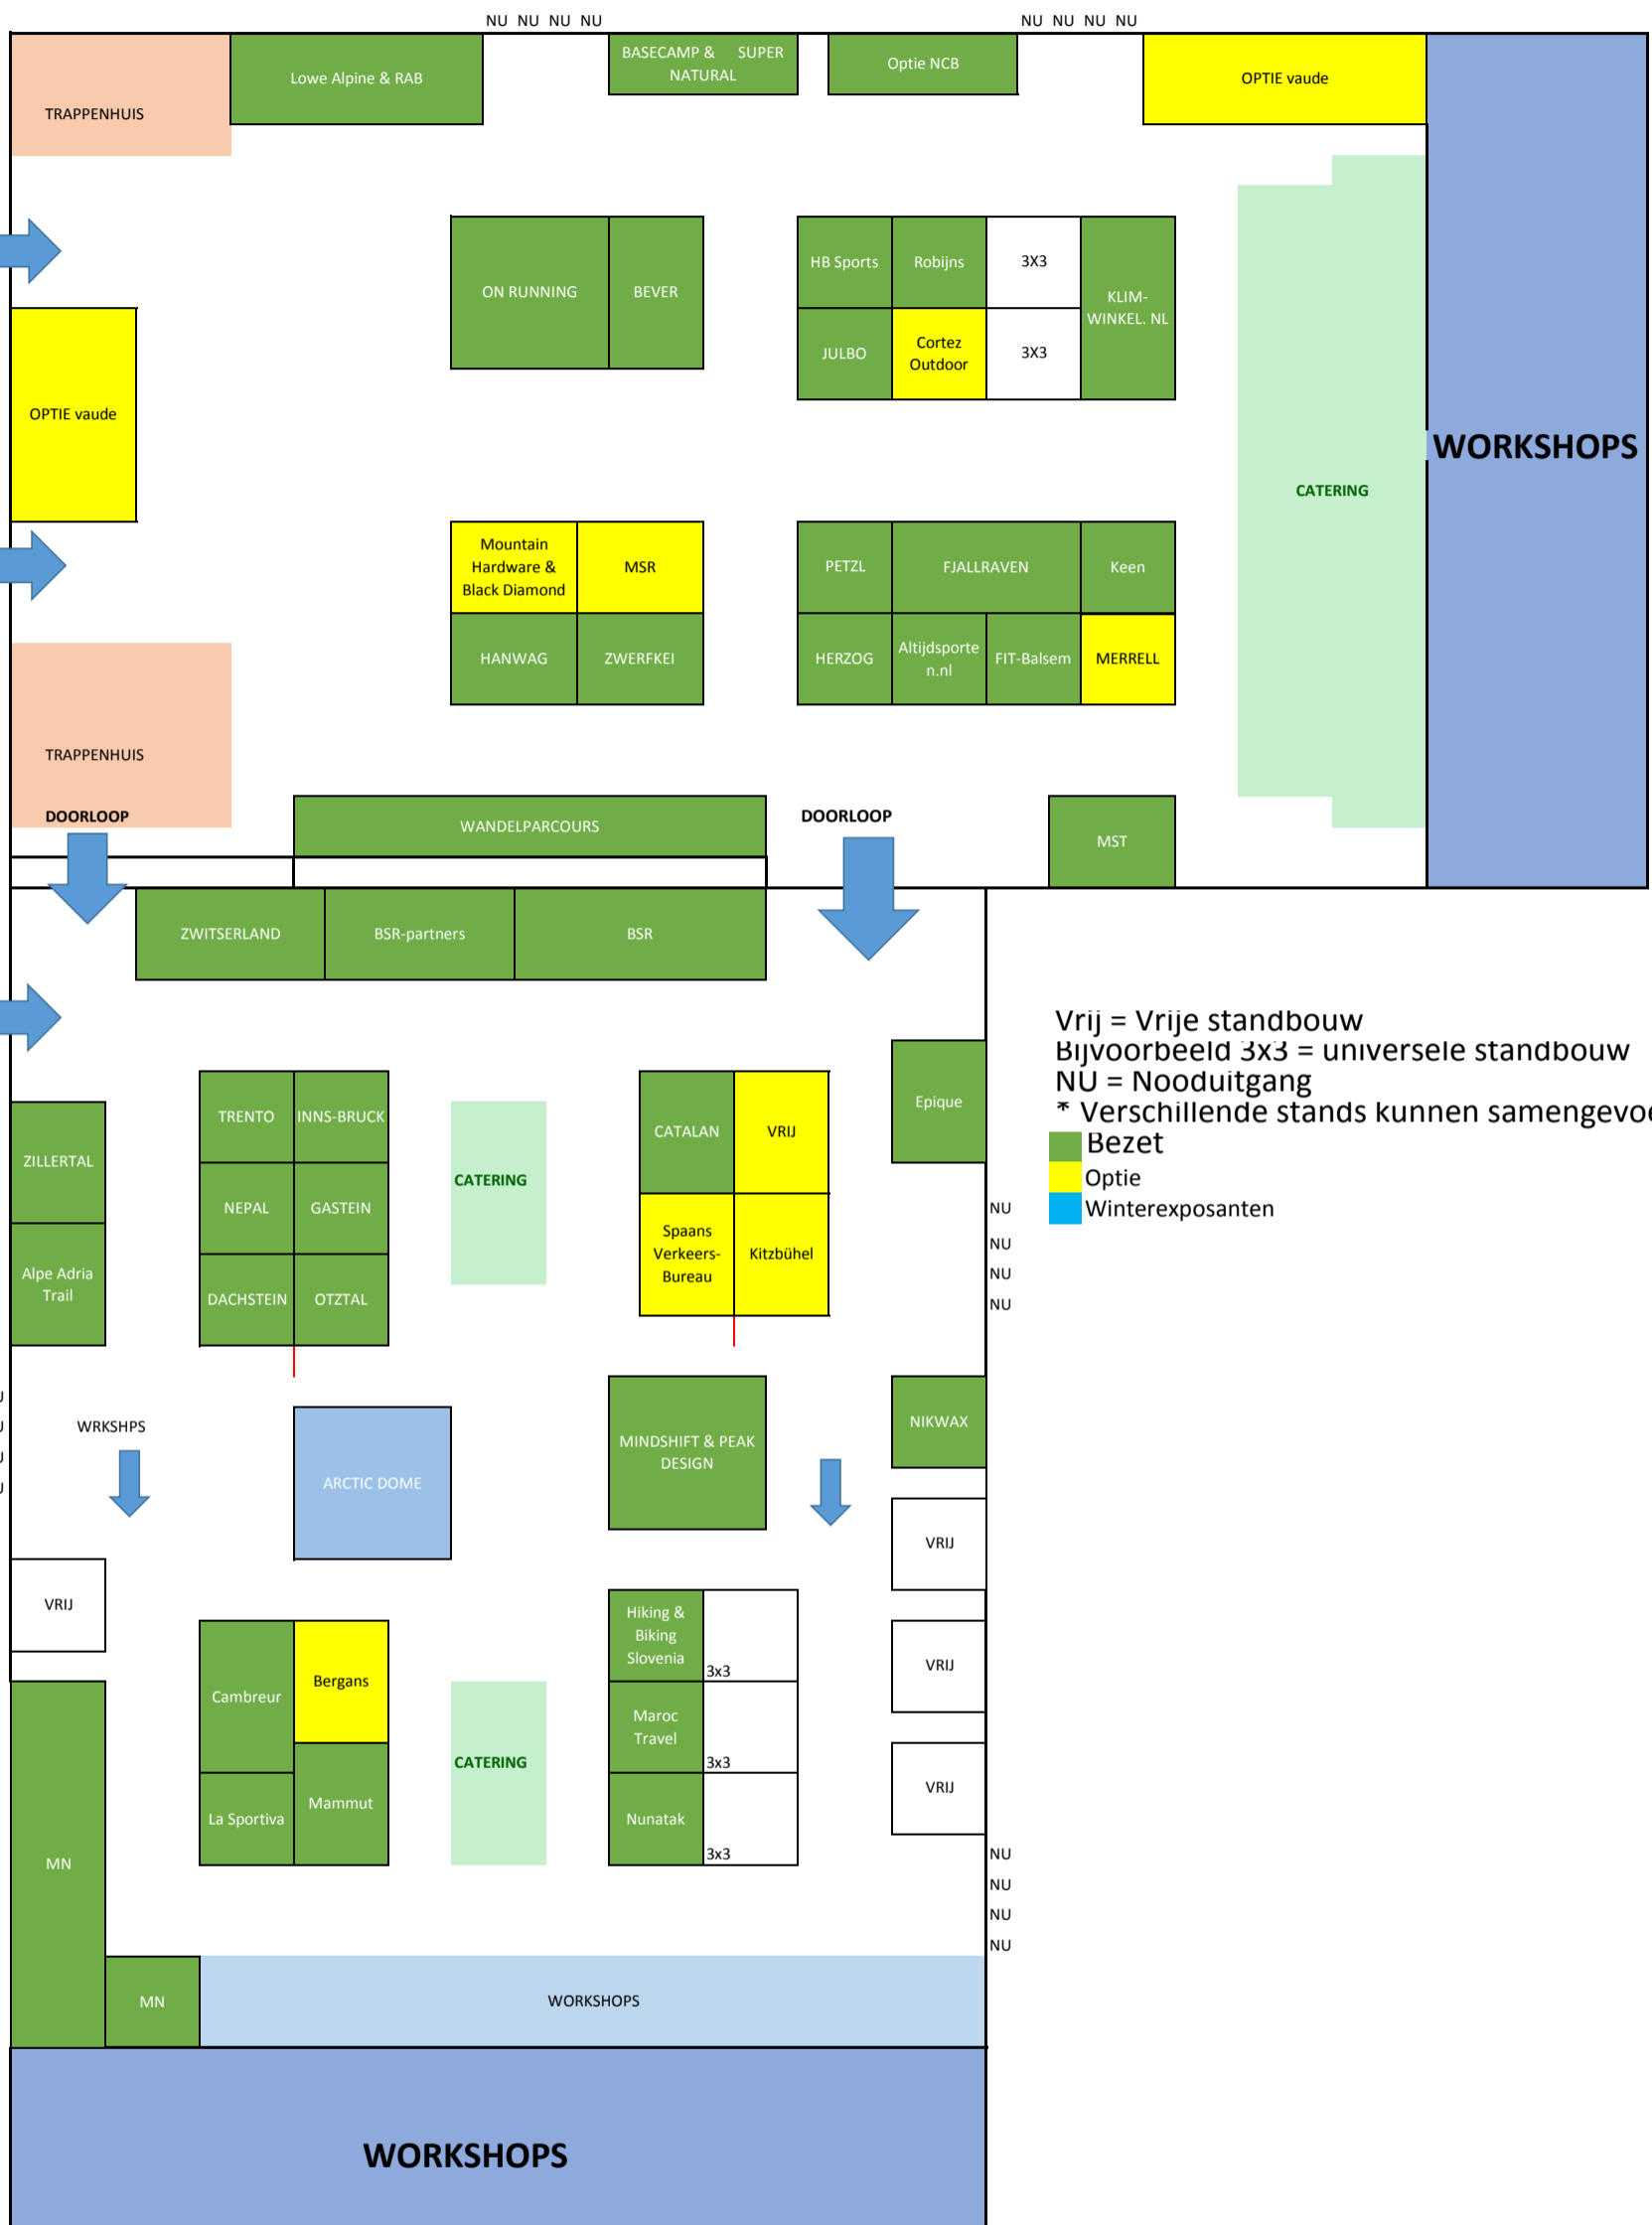 NU NU NU NU
NU NU NU NU
TRAPPENHUIS
Lowe Alpine & RAB
BASECAMP & SUPER
NATURAL
Optie NCB
OPTIE vaude
HB Sports
Robijns
3X3
KLIM-
WINKEL. NL
ON RUNNING
BEVER
JULBO
Cortez
Outdoor
3X3
OPTIE vaude
WORKSHOPS
CATERING
Mountain
Hardware &
Black Diamond
MSR
PETZL
FJALLRAVEN
Keen
HANWAG
ZWERFKEI
HERZOG
Altijdsporte
n.nl
FIT-Balsem
MERRELL
TRAPPENHUIS
DOORLOOP
WANDELPARCOURS
DOORLOOP
MST
ZWITSERLAND
BSR-partners
BSR
Vrij = Vrije standbouw
Bijvoorbeeld 3x3 = universele standbouw
NU = Nooduitgang
* Verschillende stands kunnen samengevoe
Bezet
Optie
Winterexposanten
Epique
TRENTO
INNS-BRUCK
CATALAN
VRIJ
ZILLERTAL
CATERING
NEPAL
GASTEIN
NU
NU
NU
NU
Spaans
Verkeers-
Bureau
Kitzbühel
Alpe Adria
Trail
DACHSTEIN
OTZTAL
WRKSHPS
ARCTIC DOME
MINDSHIFT & PEAK
DESIGN
NIKWAX
VRIJ
VRIJ
Hiking &
Biking
Slovenia
3x3
VRIJ
Cambreur
Bergans
Maroc
Travel
3x3
CATERING
VRIJ
La Sportiva
Mammut
Nunatak
3x3
MN
NU
NU
NU
NU
MN
WORKSHOPS
WORKSHOPS